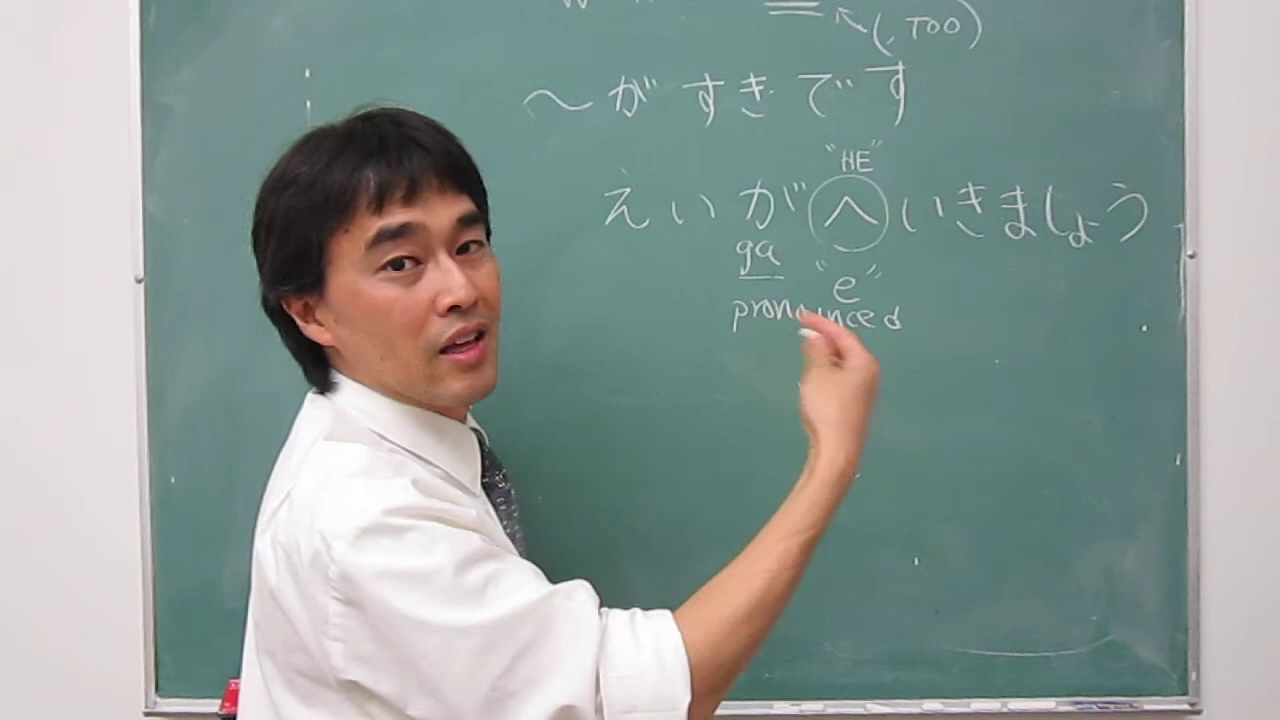 (, TOO)
〜がすきです
"HE"
えいがへいきましょう
ga "e"
pronounced